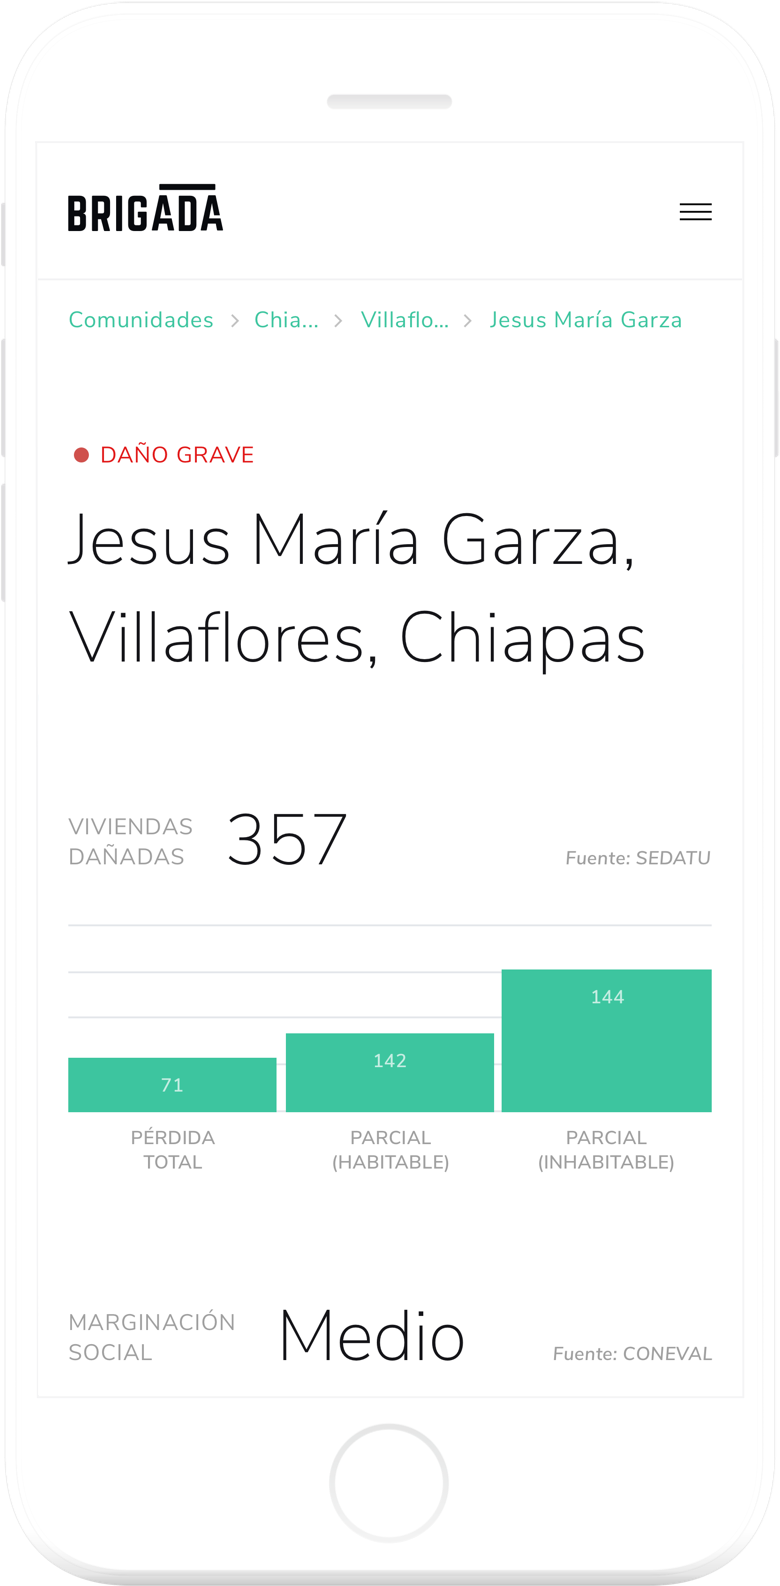 BRIGADA
Comunidades > Chia... > Villaflo... > Jesus María Garza
DAÑO GRAVE
Jesus María Garza,
Villaflores, Chiapas
VIVIENDAS
DAÑADAS
357
Fuente: SEDATU
71
142
144
PÉRDIDA
TOTAL
PARCIAL
(HABITABLE)
PARCIAL
(INHABITABLE)
MARGINACIÓN
SOCIAL
Medio
Fuente: CONEVAL